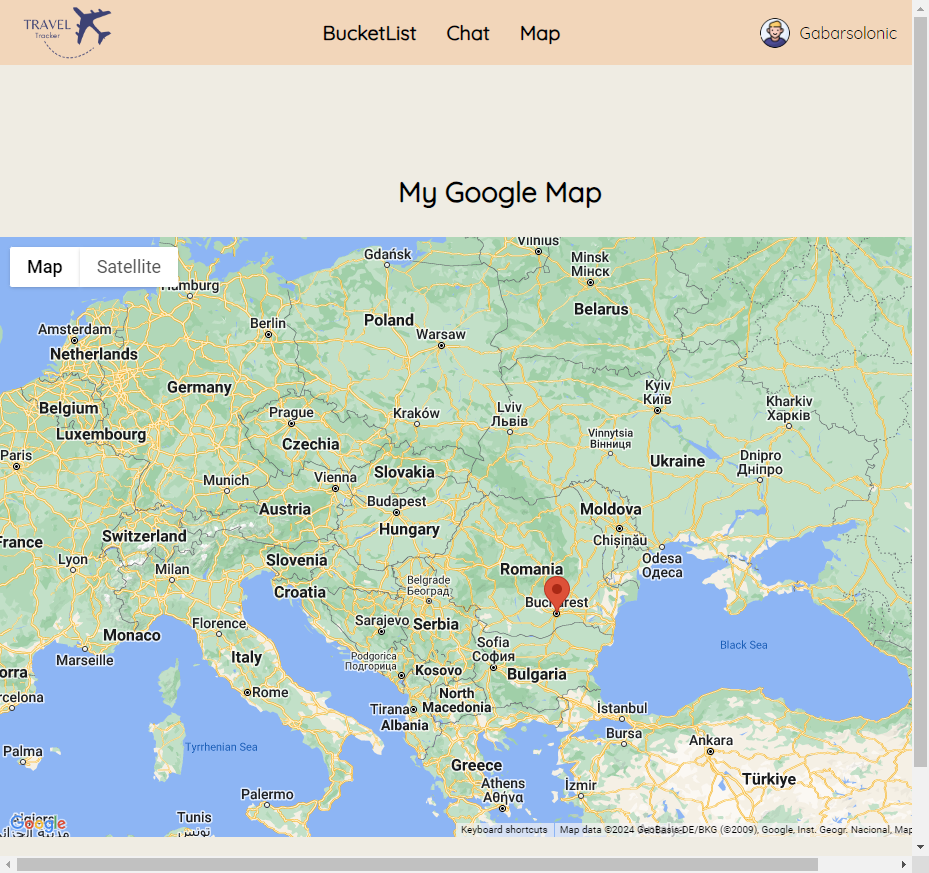 TRAVEL
Tracker
BucketList Chat Map
Gabarsolonic
My Google Map
Map Satellite
Vilnius
Gdańsk
Minsk
Мінск
Hamburg
Belarus
Poland
Berlin
Amsterdam
Warsaw
Netherlands
Germany
Kyiv
Київ
Kharkiv
Харків
Belgium
Prague
Kraków
Lviv
Львів
Luxembourg
Czechia
Vinnytsia
Вінниця
Paris
Ukraine
Dnipro
Дніпро
Slovakia
Munich
Vienna
Budapest
Austria
Moldova
Hungary
Switzerland
France
Chișinău
Lyon
Slovenia
Odesa
Одеса
Milan
Romania
Belgrade
Београд
Croatia
Bucharest
Florence
Sarajevo
Serbia
Monaco
Marseille
Italy
Sofia
София
Black Sea
Podgorica
Подгорица
Kosovo
Bulgaria
orra
Rome
North
Macedonia
rcelona
Tirana
Albania
İstanbul
Bursa
Ankara
Palma
Tyrrhenian Sea
Greece
Türkiye
Athens
Αθήνα
İzmir
Palermo
Tunis
تونس
Google
Keyboard shortcuts
Map data ©2024 GeoBasis-DE/BKG (©2009), Google, Inst. Geogr. Nacional, Map